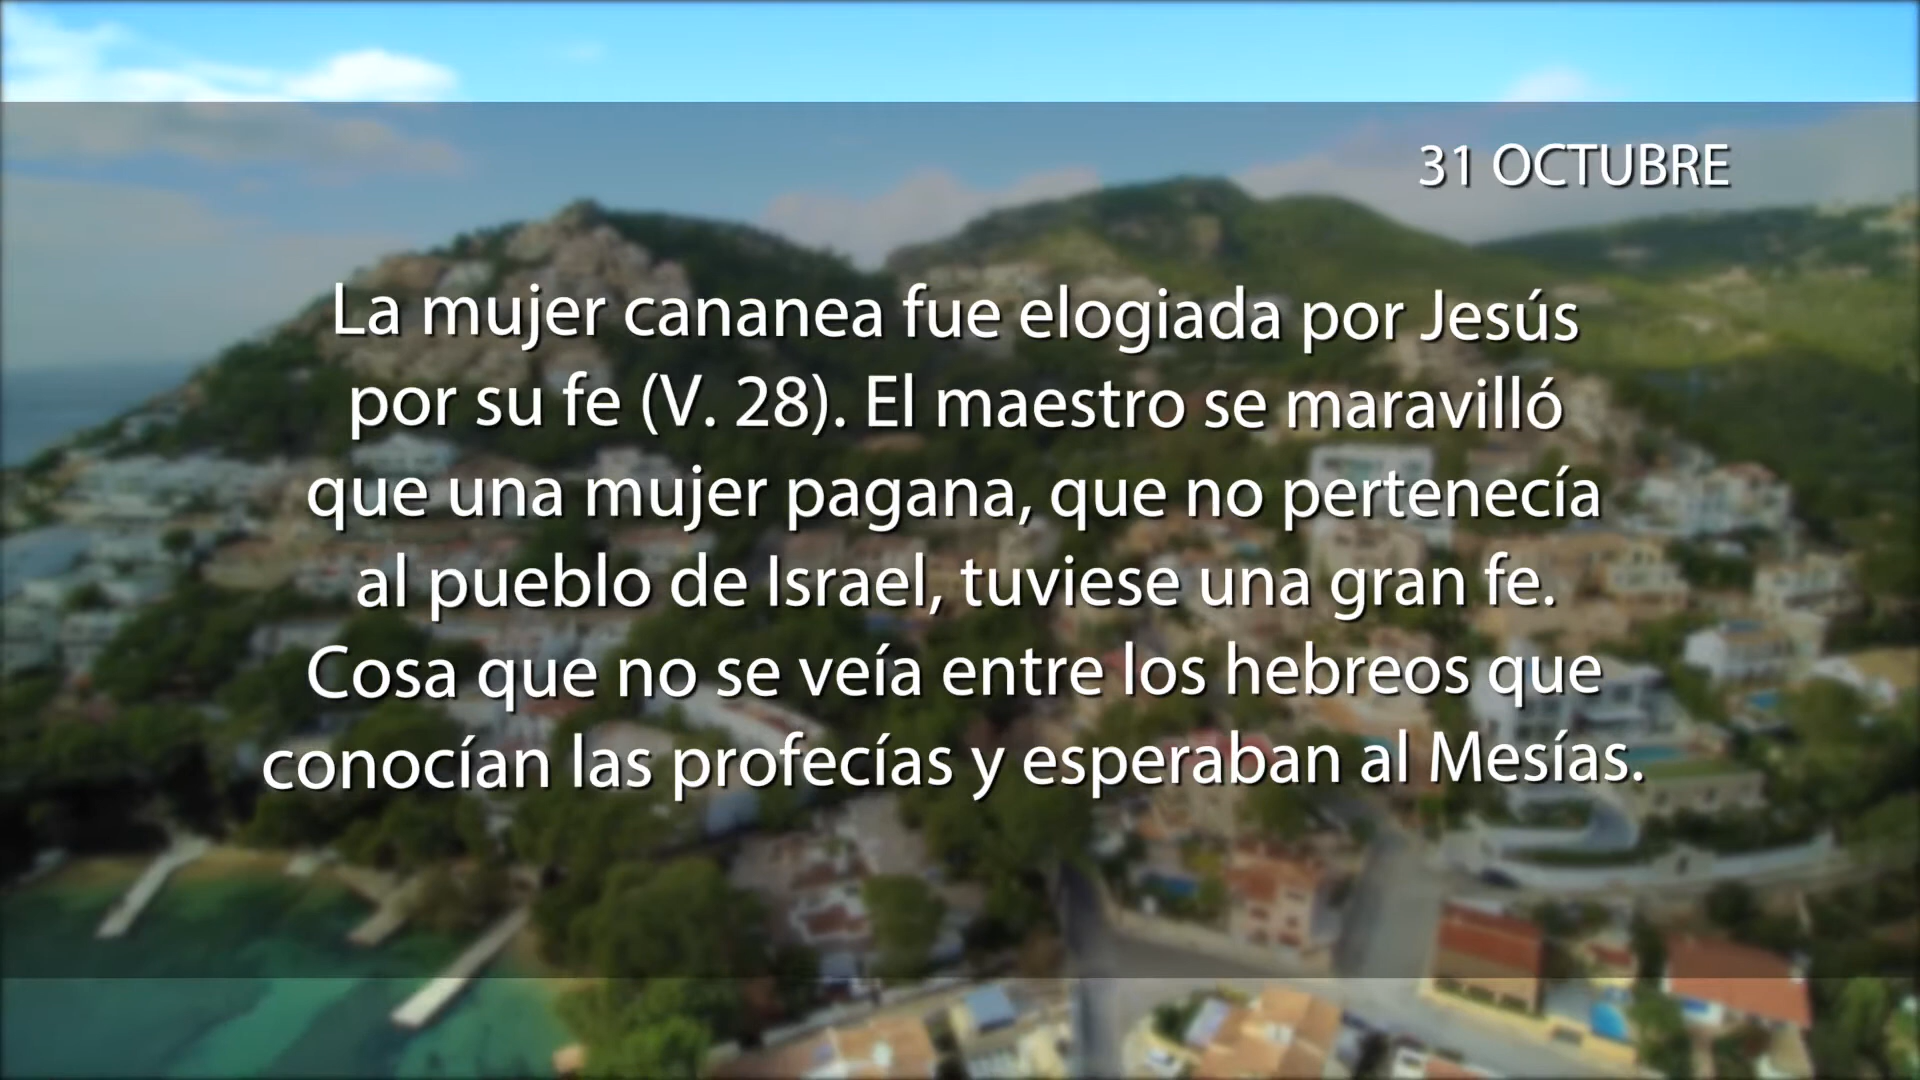 31 OCTUBRE
La mujer cananea fue elogiada por Jesús
por su fe (V. 28). El maestro se maravilló
que una mujer pagana, que no pertenecía
al pueblo de Israel, tuviese una gran fe.
Cosa que no se veía entre los hebreos que
conocían las profecías y esperaban al Mesías.